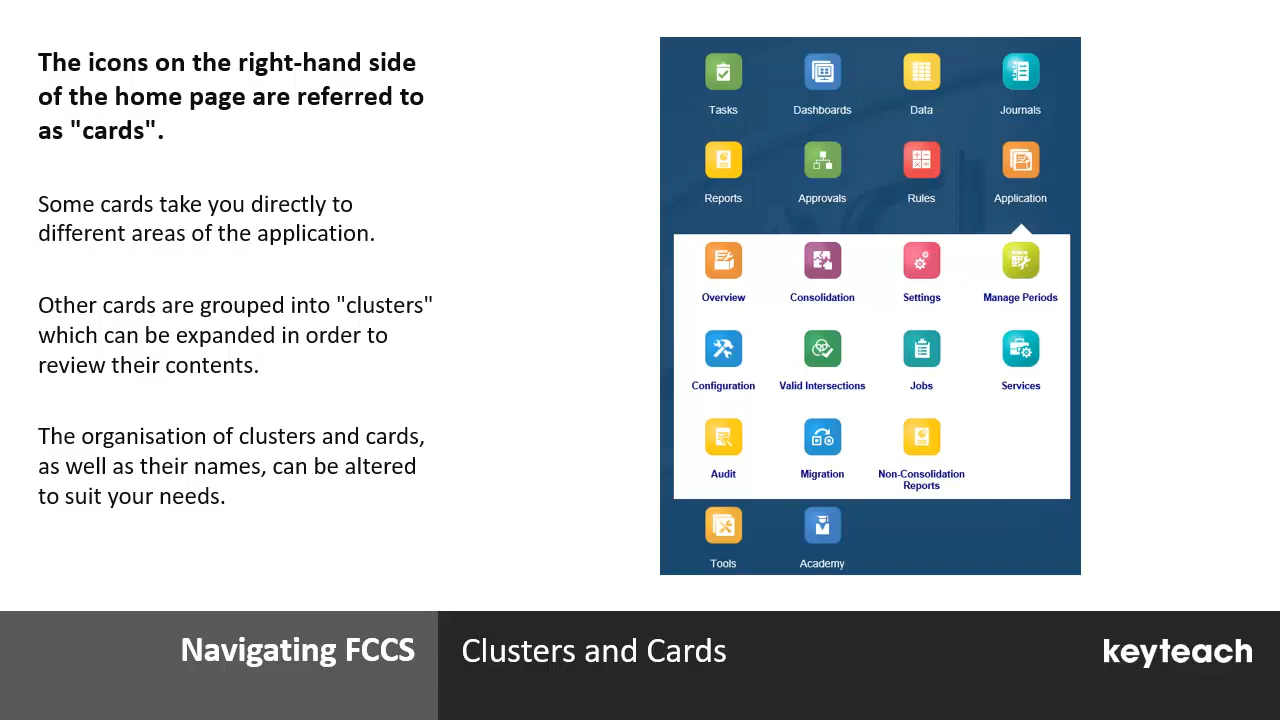 The icons on the right-hand side
of the home page are referred to
as "cards".
Some cards take you directly to
different areas of the application.
Other cards are grouped into "clusters"
which can be expanded in order to
review their contents.
The organisation of clusters and cards,
as well as their names, can be altered
to suit your needs.
Tasks Dashboards Data Journals
Reports Approvals Rules Application
Overview Consolidation Settings Manage Periods
Configuration Valid Intersections Jobs Services
Audit Migration Non-Consolidation
Reports
Tools Academy
Navigating FCCS Clusters and Cards keyteach